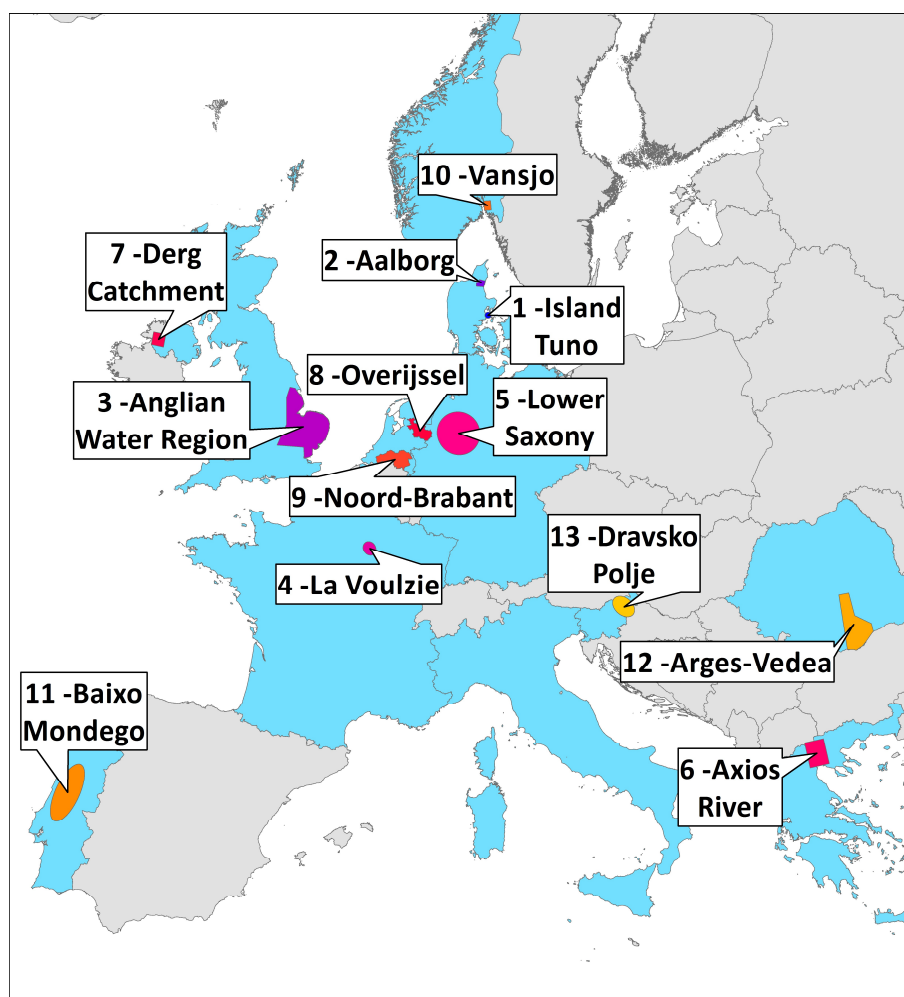 10 -Vansjo
7 -Derg
Catchment
2 -Aalborg
1 -Island
Tuno
8 -Overijssel
3 -Anglian
Water Region
5 -Lower
Saxony
9 -Noord-Brabant
13 -Dravsko
Polje
4 -La Voulzie
12 -Arges-Vedea
11 -Baixo
Mondego
6 -Axios
River